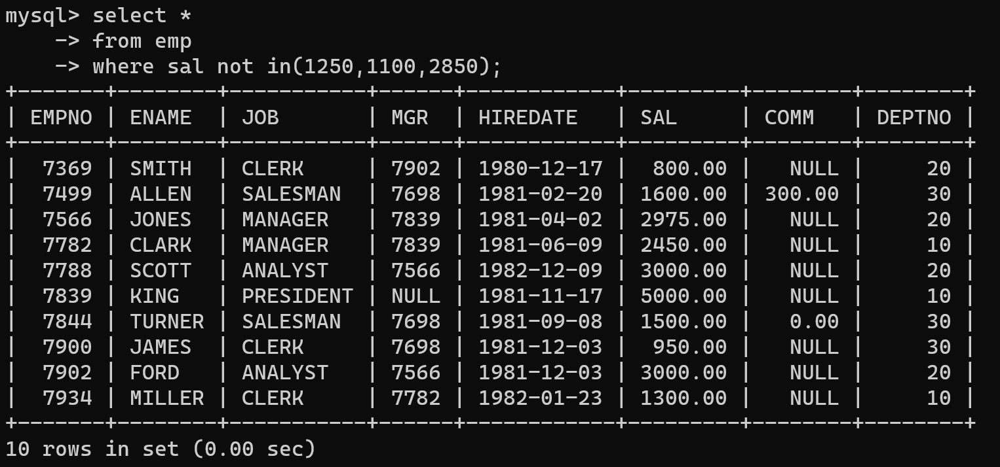 mysql> select *
    -> from emp
    -> where sal not in(1250,1100,2850);
+-------+--------+-----------+------+------------+---------+--------+--------+
| EMPNO | ENAME  | JOB       | MGR  | HIREDATE   | SAL     | COMM   | DEPTNO |
+-------+--------+-----------+------+------------+---------+--------+--------+
|  7369 | SMITH  | CLERK     | 7902 | 1980-12-17 |  800.00 |   NULL |     20 |
|  7499 | ALLEN  | SALESMAN  | 7698 | 1981-02-20 | 1600.00 | 300.00 |     30 |
|  7566 | JONES  | MANAGER   | 7839 | 1981-04-02 | 2975.00 |   NULL |     20 |
|  7782 | CLARK  | MANAGER   | 7839 | 1981-06-09 | 2450.00 |   NULL |     10 |
|  7788 | SCOTT  | ANALYST   | 7566 | 1982-12-09 | 3000.00 |   NULL |     20 |
|  7839 | KING   | PRESIDENT | NULL | 1981-11-17 | 5000.00 |   NULL |     10 |
|  7844 | TURNER | SALESMAN  | 7698 | 1981-09-08 | 1500.00 |   0.00 |     30 |
|  7900 | JAMES  | CLERK     | 7698 | 1981-12-03 |  950.00 |   NULL |     30 |
|  7902 | FORD   | ANALYST   | 7566 | 1981-12-03 | 3000.00 |   NULL |     20 |
|  7934 | MILLER | CLERK     | 7782 | 1982-01-23 | 1300.00 |   NULL |     10 |
+-------+--------+-----------+------+------------+---------+--------+--------+
10 rows in set (0.00 sec)